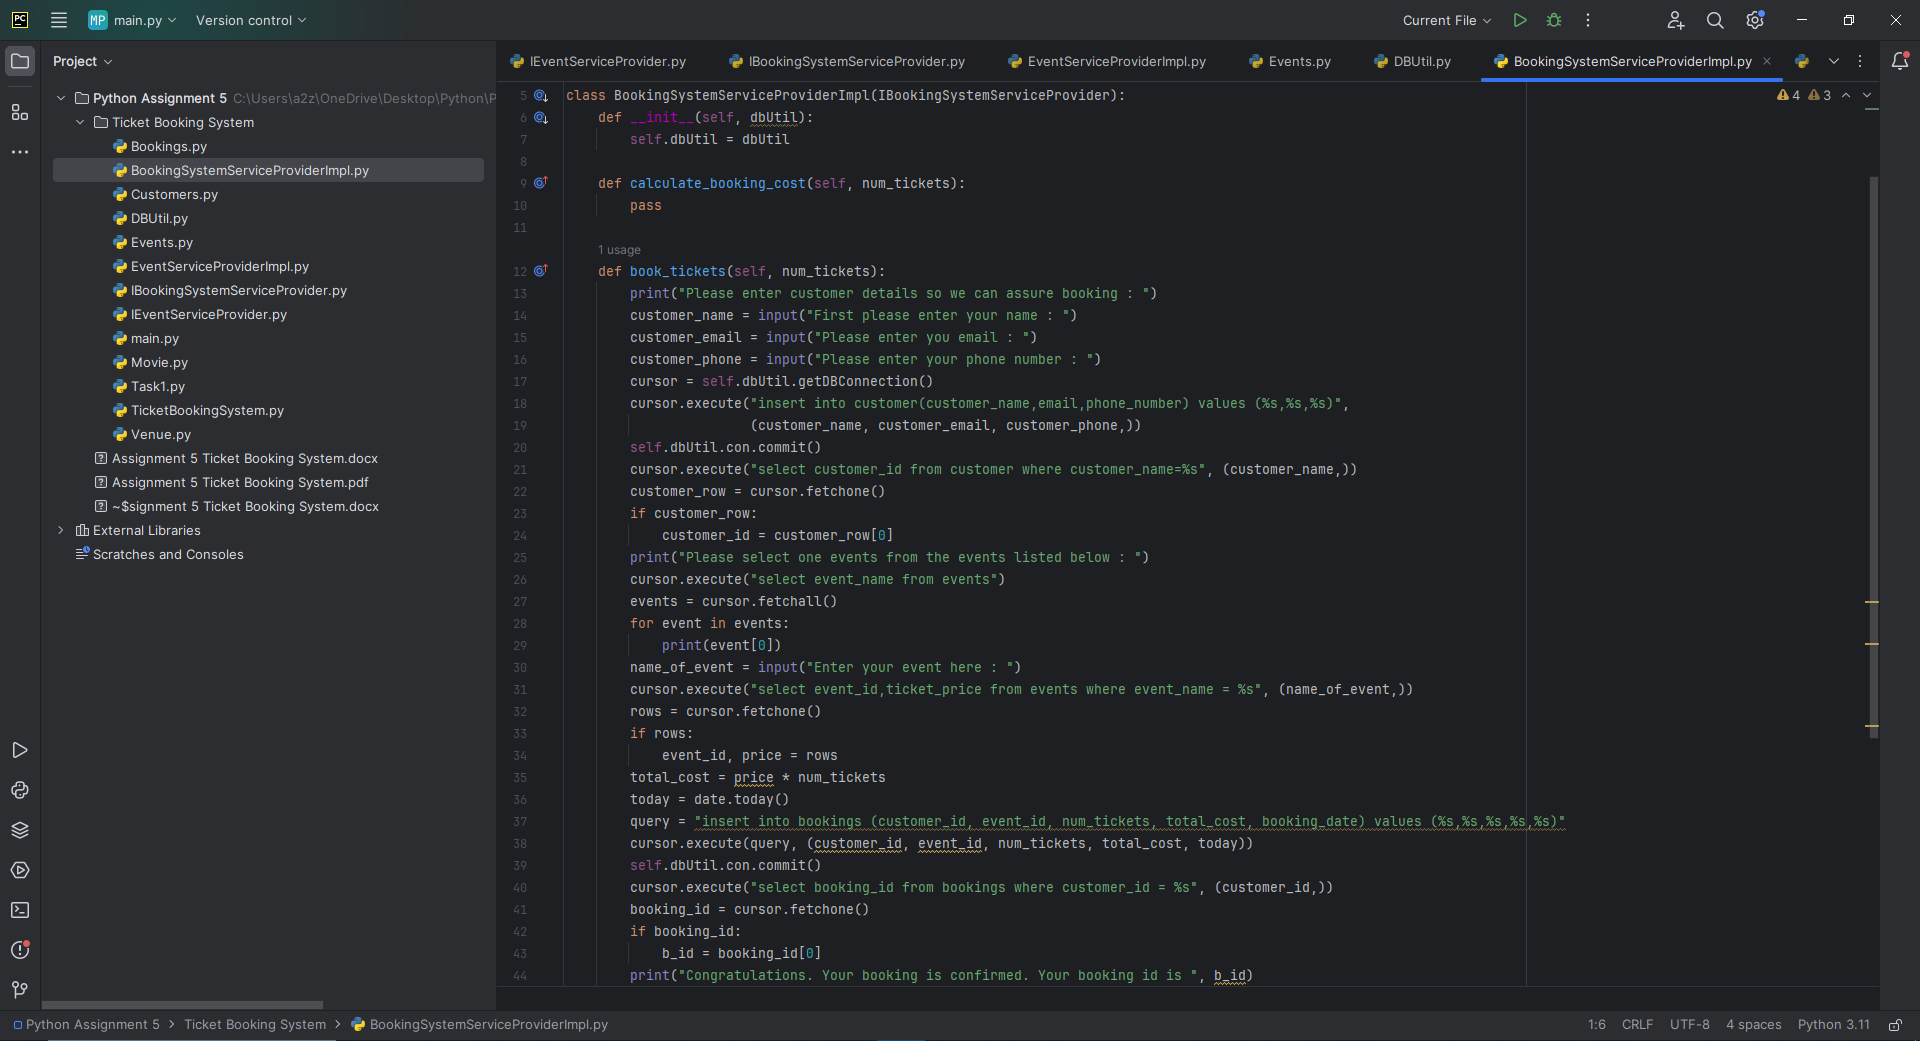 PC MP main.py Version control Current File
Project
IEventServiceProvider.py IBookingSystemServiceProvider.py EventServiceProviderImpl.py Events.py DBUtil.py BookingSystemServiceProviderImpl.py
Python Assignment 5 C:\Users\a2z\OneDrive\Desktop\Python\P
Ticket Booking System
Bookings.py
BookingSystemServiceProviderImpl.py
Customers.py
DBUtil.py
Events.py
EventServiceProviderImpl.py
IBookingSystemServiceProvider.py
IEventServiceProvider.py
main.py
Movie.py
Task1.py
TicketBookingSystem.py
Venue.py
Assignment 5 Ticket Booking System.docx
Assignment 5 Ticket Booking System.pdf
~$signment 5 Ticket Booking System.docx
External Libraries
Scratches and Consoles
4 3
5 class BookingSystemServiceProviderImpl(IBookingSystemServiceProvider):
6 def __init__(self, dbUtil):
7 self.dbUtil = dbUtil
8
9 def calculate_booking_cost(self, num_tickets):
10 pass
11
1 usage
12 def book_tickets(self, num_tickets):
13 print("Please enter customer details so we can assure booking : ")
14 customer_name = input("First please enter your name : ")
15 customer_email = input("Please enter you email : ")
16 customer_phone = input("Please enter your phone number : ")
17 cursor = self.dbUtil.getDBConnection()
18 cursor.execute("insert into customer(customer_name,email,phone_number) values (%s,%s,%s)",
19 (customer_name, customer_email, customer_phone,))
20 self.dbUtil.con.commit()
21 cursor.execute("select customer_id from customer where customer_name=%s", (customer_name,))
22 customer_row = cursor.fetchone()
23 if customer_row:
24 customer_id = customer_row[0]
25 print("Please select one events from the events listed below : ")
26 cursor.execute("select event_name from events")
27 events = cursor.fetchall()
28 for event in events:
29 print(event[0])
30 name_of_event = input("Enter your event here : ")
31 cursor.execute("select event_id,ticket_price from events where event_name = %s", (name_of_event,))
32 rows = cursor.fetchone()
33 if rows:
34 event_id, price = rows
35 total_cost = price * num_tickets
36 today = date.today()
37 query = "insert into bookings (customer_id, event_id, num_tickets, total_cost, booking_date) values (%s,%s,%s,%s,%s)"
38 cursor.execute(query, (customer_id, event_id, num_tickets, total_cost, today))
39 self.dbUtil.con.commit()
40 cursor.execute("select booking_id from bookings where customer_id = %s", (customer_id,))
41 booking_id = cursor.fetchone()
42 if booking_id:
43 b_id = booking_id[0]
44 print("Congratulations. Your booking is confirmed. Your booking id is ", b_id)
Python Assignment 5 > Ticket Booking System > BookingSystemServiceProviderImpl.py 1:6 CRLF UTF-8 4 spaces Python 3.11